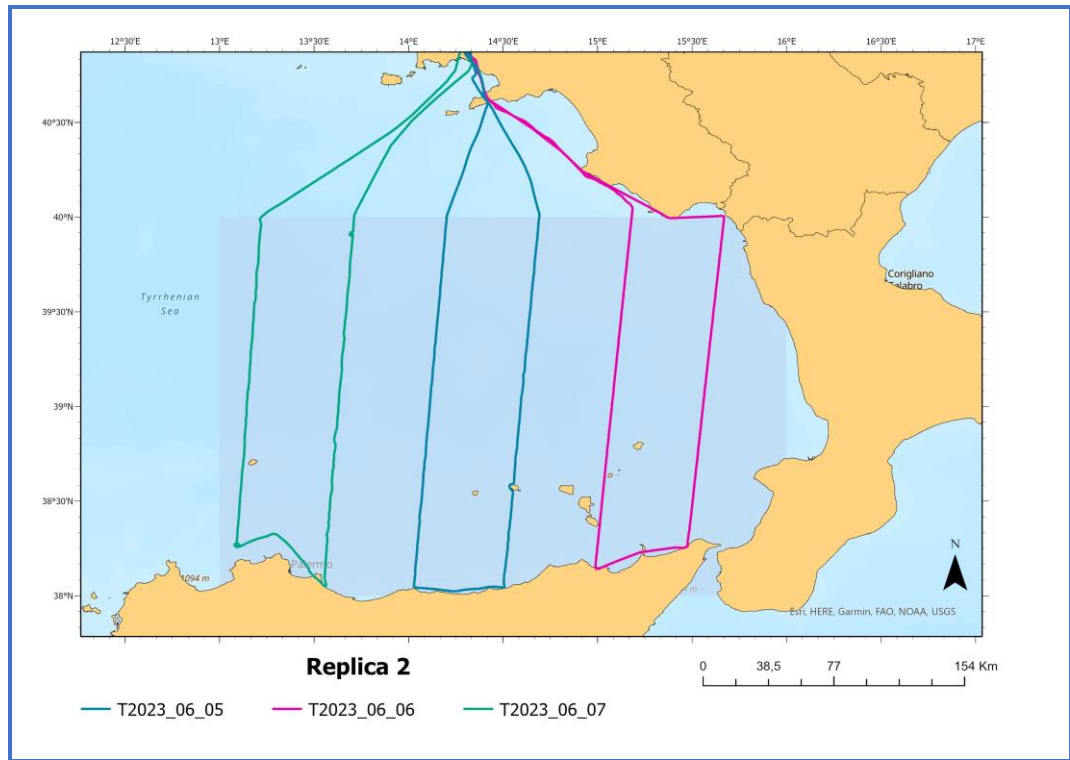 12°30'E 13°E 13°30'E 14°E 14°30'E 15°E 15°30'E 16°E 16°30'E 17°E
40°30'N
40°N
Corigliano
Calabro
Tyrrhenian
Sea
39°30'N
39°N
38°30'N
N
Palermo
1094 m
38°N
Esri, HERE, Garmin, FAO, NOAA, USGS
Replica 2
0 38,5 77 154 Km
T2023_06_05 T2023_06_06 T2023_06_07